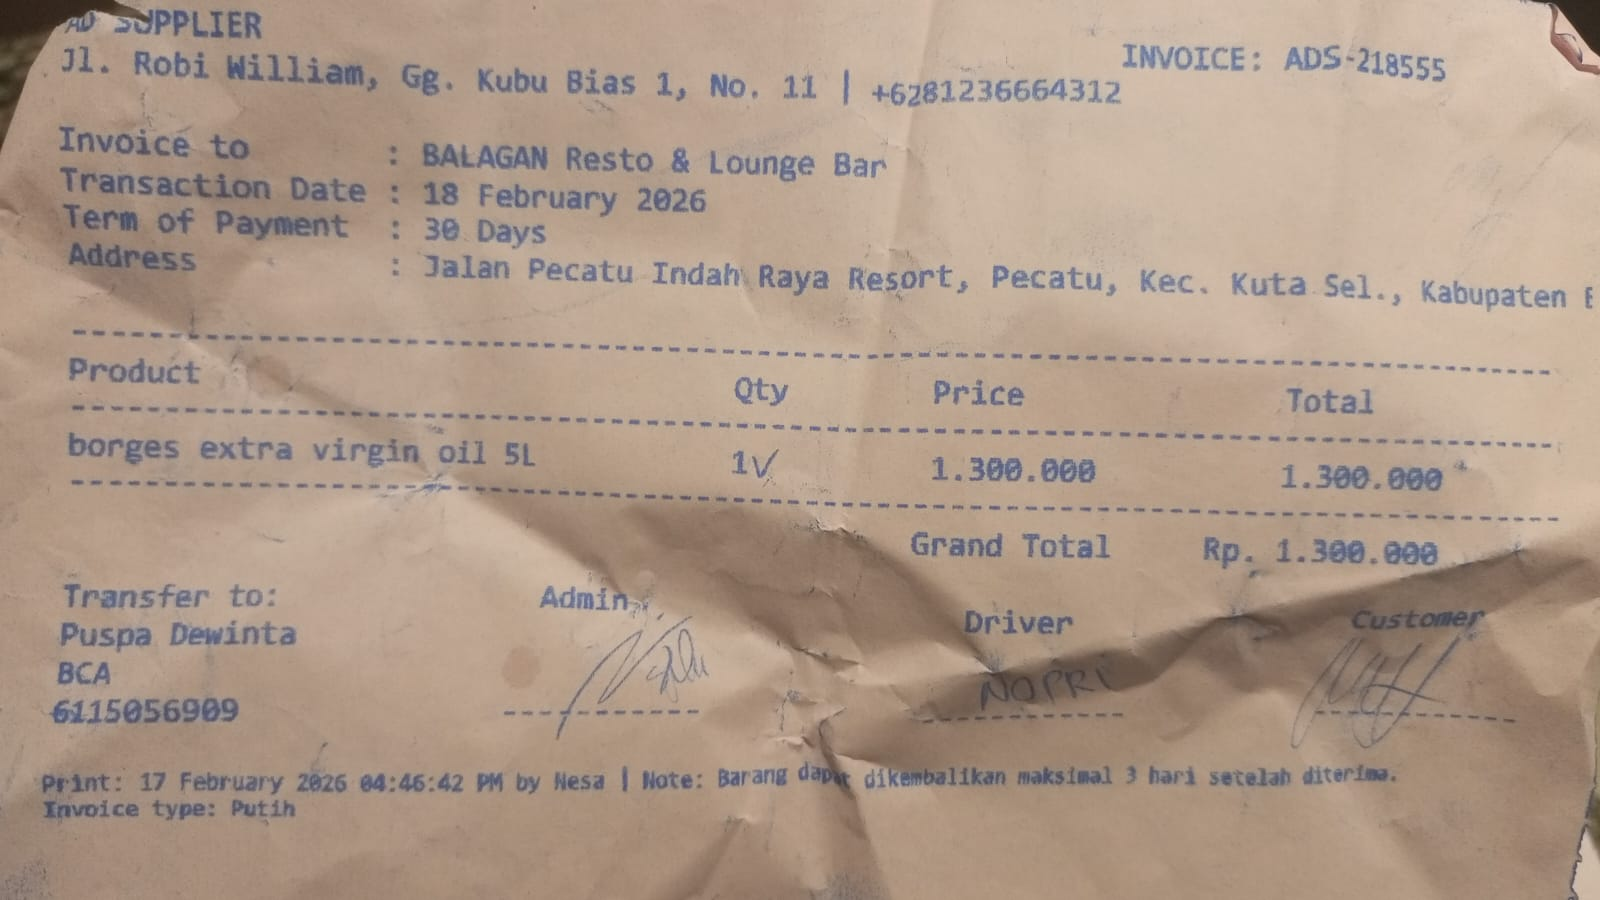 AD SUPPLIER
INVOICE: ADS-218555
Jl. Robi William, Gg. Kubu Bias 1, No. 11 | +6281236664312
Invoice to : BALAGAN Resto & Lounge Bar
Transaction Date : 18 February 2026
Term of Payment : 30 Days
Address : Jalan Pecatu Indah Raya Resort, Pecatu, Kec. Kuta Sel., Kabupaten
Product Qty Price Total
borges extra virgin oil 5L 1 1.300.000 1.300.000
Grand Total Rp. 1.300.000
Transfer to: Admin Driver Customer
Puspa Dewinta
BCA NOPRI
6115056909
Print: 17 February 2026 04:46:42 PM by Nesa | Note: Barang dapat dikembalikan maksimal 3 hari setelah diterima.
Invoice type: Putih